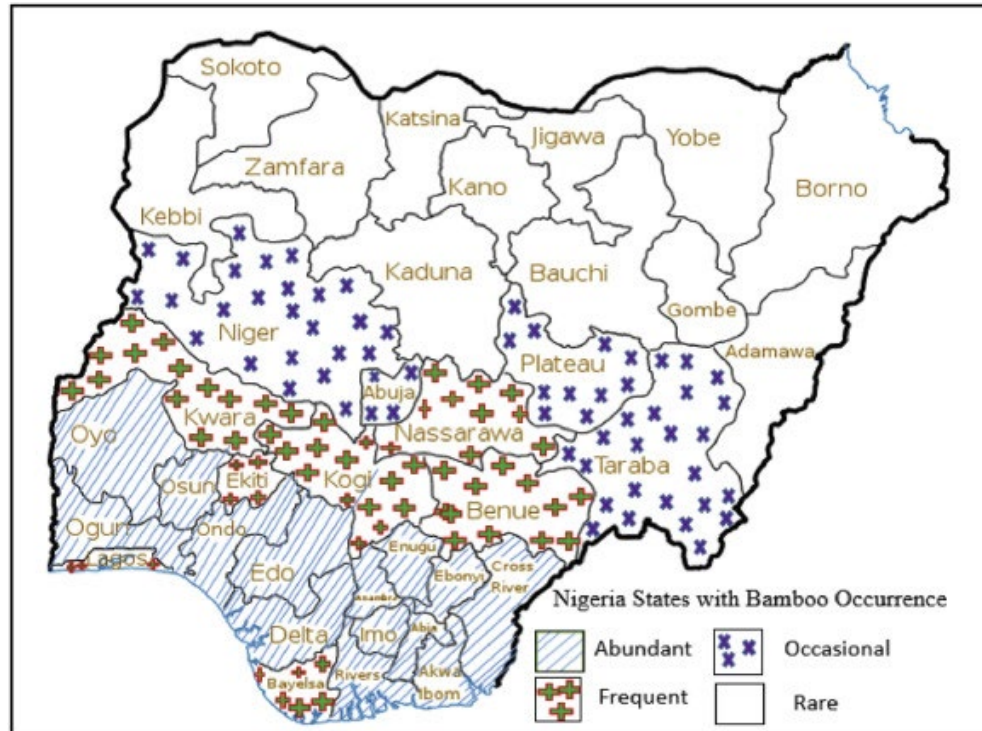 Sokoto
Katsina
Jigawa
Yobe
Zamfara
Kano
Borno
Kebbi
Kaduna
Bauchi
Gombe
Niger
Adamawa
Plateau
Abuja
Kwara
Nassarawa
Oyo
Taraba
Ekiti
Kogi
Osun
Benue
Ogun
Ondo
Enugu
Lagos
Edo
Ebonyi
Cross
River
Anambra
Nigeria States with Bamboo Occurrence
Delta
Imo
Abia
Abundant
Occasional
Bayelsa
Rivers
Akwa
Ibom
Frequent
Rare